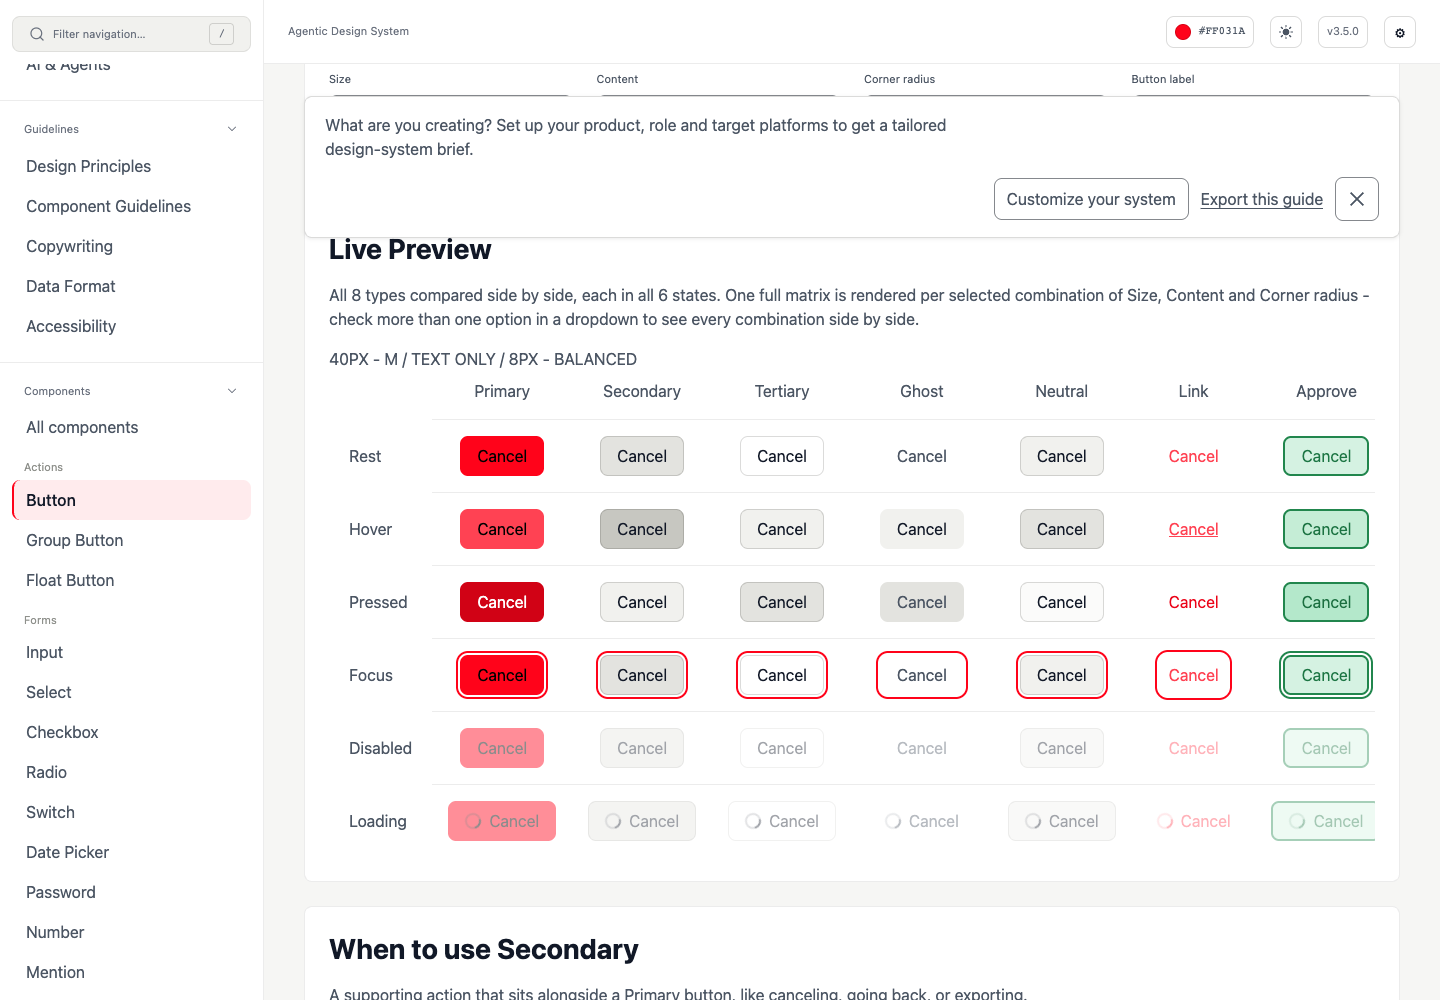 Filter navigation...
/
AI & Agents
Guidelines
Design Principles
Component Guidelines
Copywriting
Data Format
Accessibility
Components
All components
Actions
Button
Group Button
Float Button
Forms
Input
Select
Checkbox
Radio
Switch
Date Picker
Password
Number
Mention
Agentic Design System
#FF031A
v3.5.0
Size
Content
Corner radius
Button label
What are you creating? Set up your product, role and target platforms to get a tailored
design-system brief.
Customize your system
Export this guide
Live Preview
All 8 types compared side by side, each in all 6 states. One full matrix is rendered per selected combination of Size, Content and Corner radius -
check more than one option in a dropdown to see every combination side by side.
40PX - M / TEXT ONLY / 8PX - BALANCED
Primary Secondary Tertiary Ghost Neutral Link Approve
Rest Cancel Cancel Cancel Cancel Cancel Cancel Cancel
Hover Cancel Cancel Cancel Cancel Cancel Cancel Cancel
Pressed Cancel Cancel Cancel Cancel Cancel Cancel Cancel
Focus Cancel Cancel Cancel Cancel Cancel Cancel Cancel
Disabled Cancel Cancel Cancel Cancel Cancel Cancel Cancel
Loading Cancel Cancel Cancel Cancel Cancel Cancel Cancel
When to use Secondary
A supporting action that sits alongside a Primary button, like canceling, going back, or exporting.